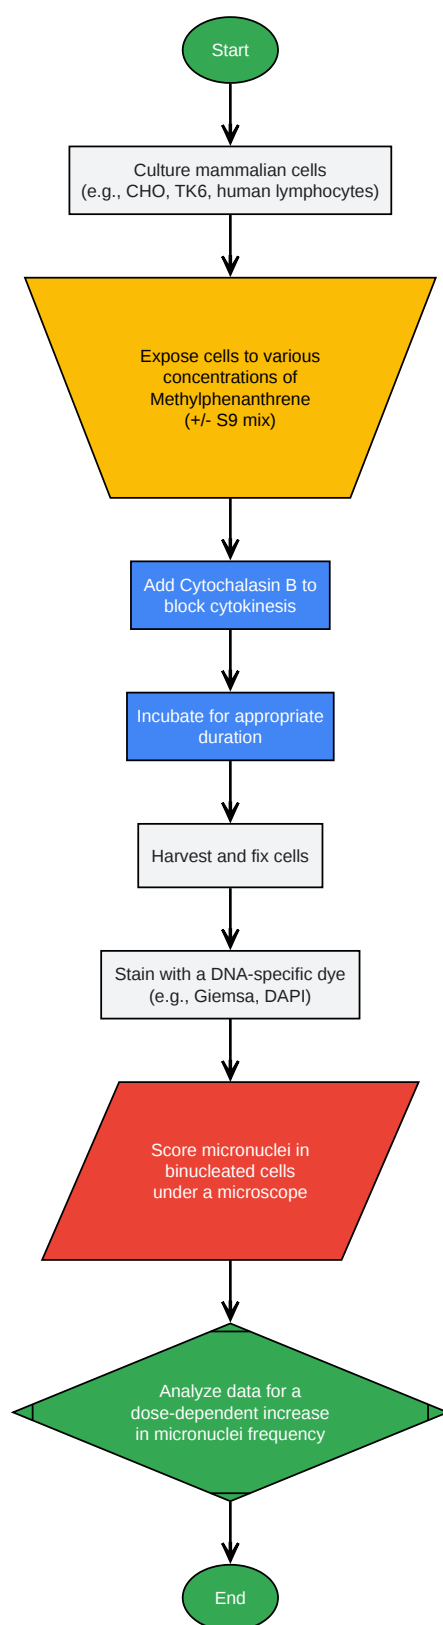 Start
Culture mammalian cells
(e.g., CHO, TK6, human lymphocytes)
Expose cells to various
concentrations of
Methylphenanthrene
(+/- S9 mix)
Add Cytochalasin B to
block cytokinesis
Incubate for appropriate
duration
Harvest and fix cells
Stain with a DNA-specific dye
(e.g., Giemsa, DAPI)
Score micronuclei in
binucleated cells
under a microscope
Analyze data for a
dose-dependent increase
in micronuclei frequency
End